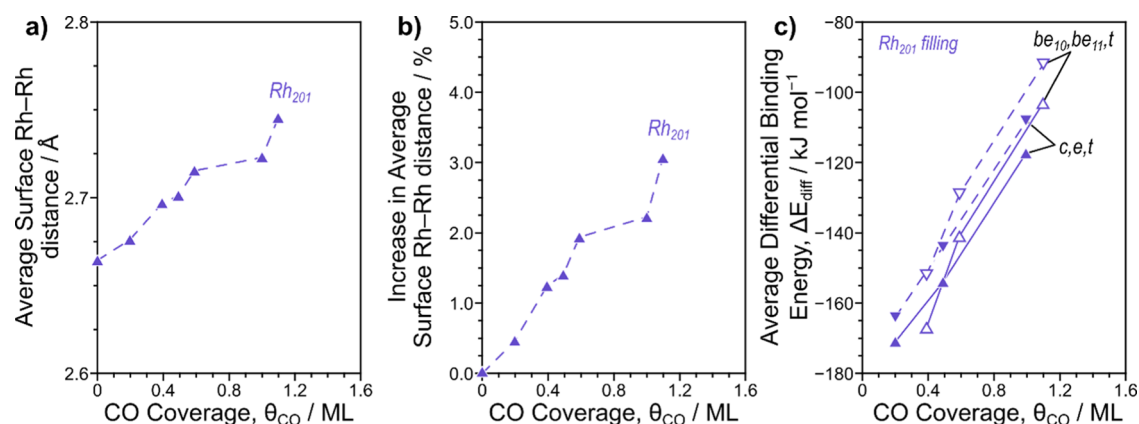 a)
Average Surface Rh–Rh
distance / Å
2.8
2.7
2.6
Rh201
0 0.4 0.8 1.2 1.6
CO Coverage, θCO / ML
b)
Increase in Average
Surface Rh–Rh distance / %
5.0
4.0
3.0
2.0
1.0
0.0
Rh201
0 0.4 0.8 1.2 1.6
CO Coverage, θCO / ML
c)
Average Differential Binding
Energy, ΔEdiff / kJ mol⁻¹
−80
−100
−120
−140
−160
−180
Rh201 filling
be10,be11,t
c,e,t
0 0.4 0.8 1.2 1.6
CO Coverage, θCO / ML